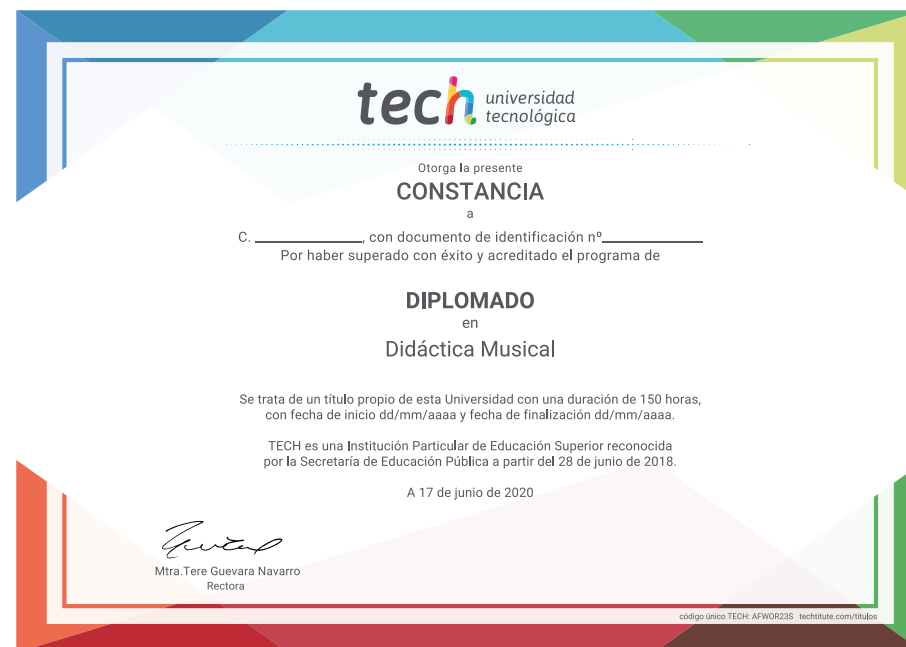 tech universidad
tecnológica
Otorga la presente
CONSTANCIA
a
C. ____________, con documento de identificación nº____________
Por haber superado con éxito y acreditado el programa de
DIPLOMADO
en
Didáctica Musical
Se trata de un título propio de esta Universidad con una duración de 150 horas,
con fecha de inicio dd/mm/aaaa y fecha de finalización dd/mm/aaaa.
TECH es una Institución Particular de Educación Superior reconocida
por la Secretaría de Educación Pública a partir del 28 de junio de 2018.
A 17 de junio de 2020
Mtra.Tere Guevara Navarro
Rectora
código único TECH: AFWOR23S techtitute.com/titulos